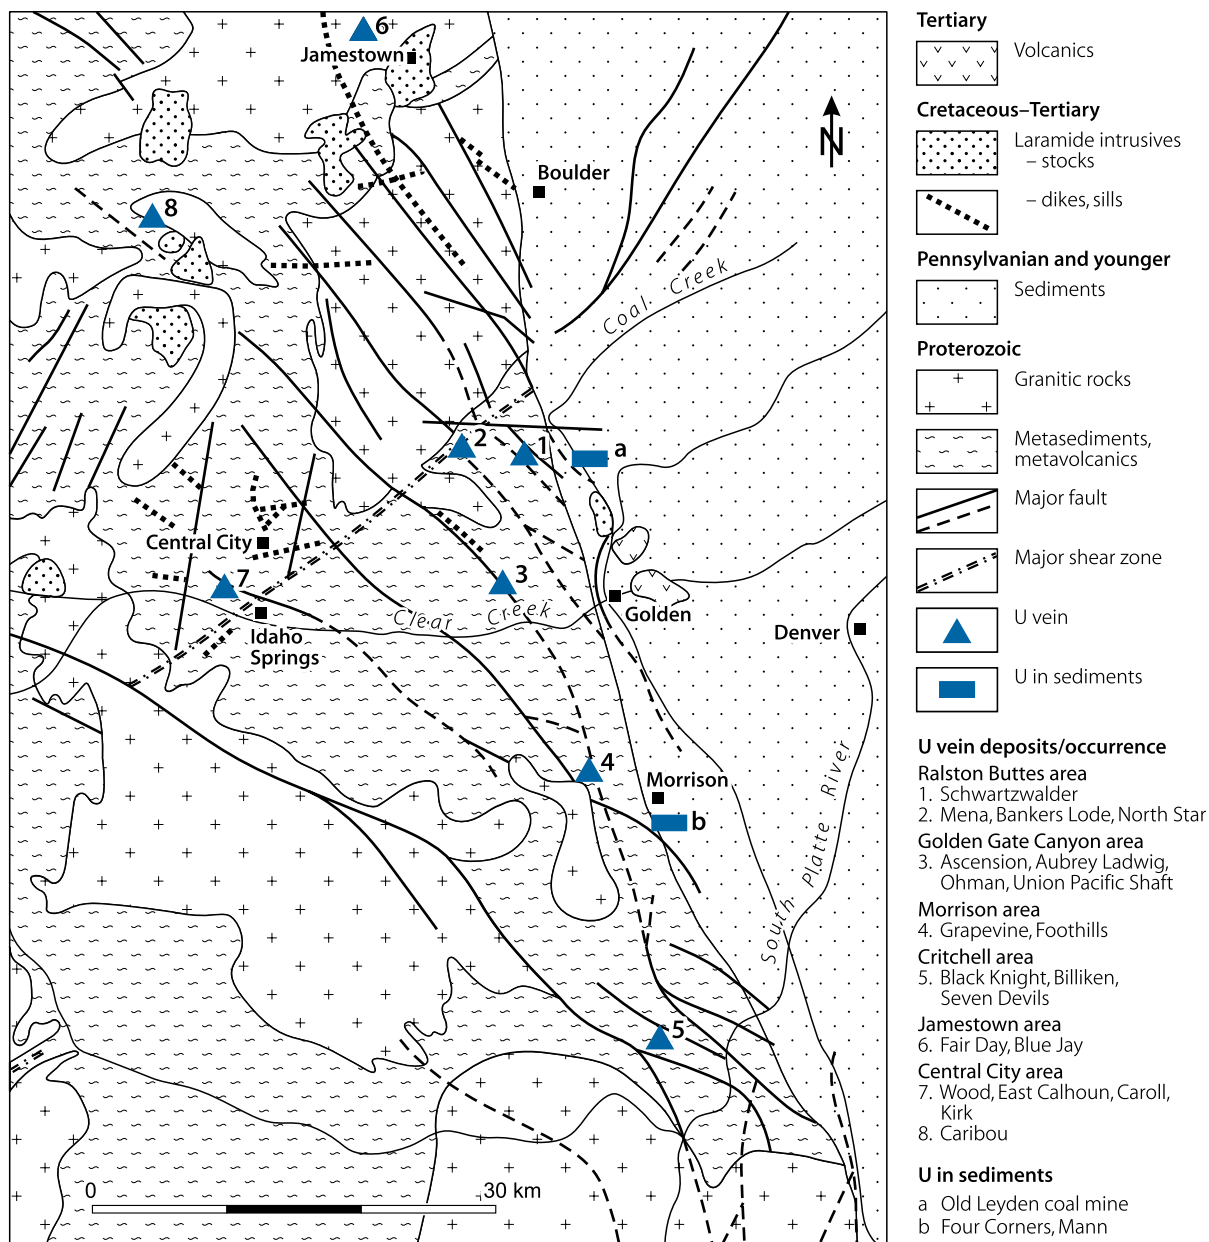 6
Jamestown
N
Boulder
8
Coal Creek
2
1
a
Central City
7
3
Clear Creek
Golden
Idaho
Springs
Denver
4
Morrison
b
South Platte River
5
0
30 km
Tertiary
Volcanics
Cretaceous–Tertiary
Laramide intrusives
– stocks
– dikes, sills
Pennsylvanian and younger
Sediments
Proterozoic
Granitic rocks
Metasediments,
metavolcanics
Major fault
Major shear zone
U vein
U in sediments
U vein deposits/occurrence
Ralston Buttes area
1. Schwartzwalder
2. Mena, Bankers Lode, North Star
Golden Gate Canyon area
3. Ascension, Aubrey Ladwig,
Ohman, Union Pacific Shaft
Morrison area
4. Grapevine, Foothills
Critchell area
5. Black Knight, Billiken,
Seven Devils
Jamestown area
6. Fair Day, Blue Jay
Central City area
7. Wood, East Calhoun, Caroll,
Kirk
8. Caribou
U in sediments
a Old Leyden coal mine
b Four Corners, Mann